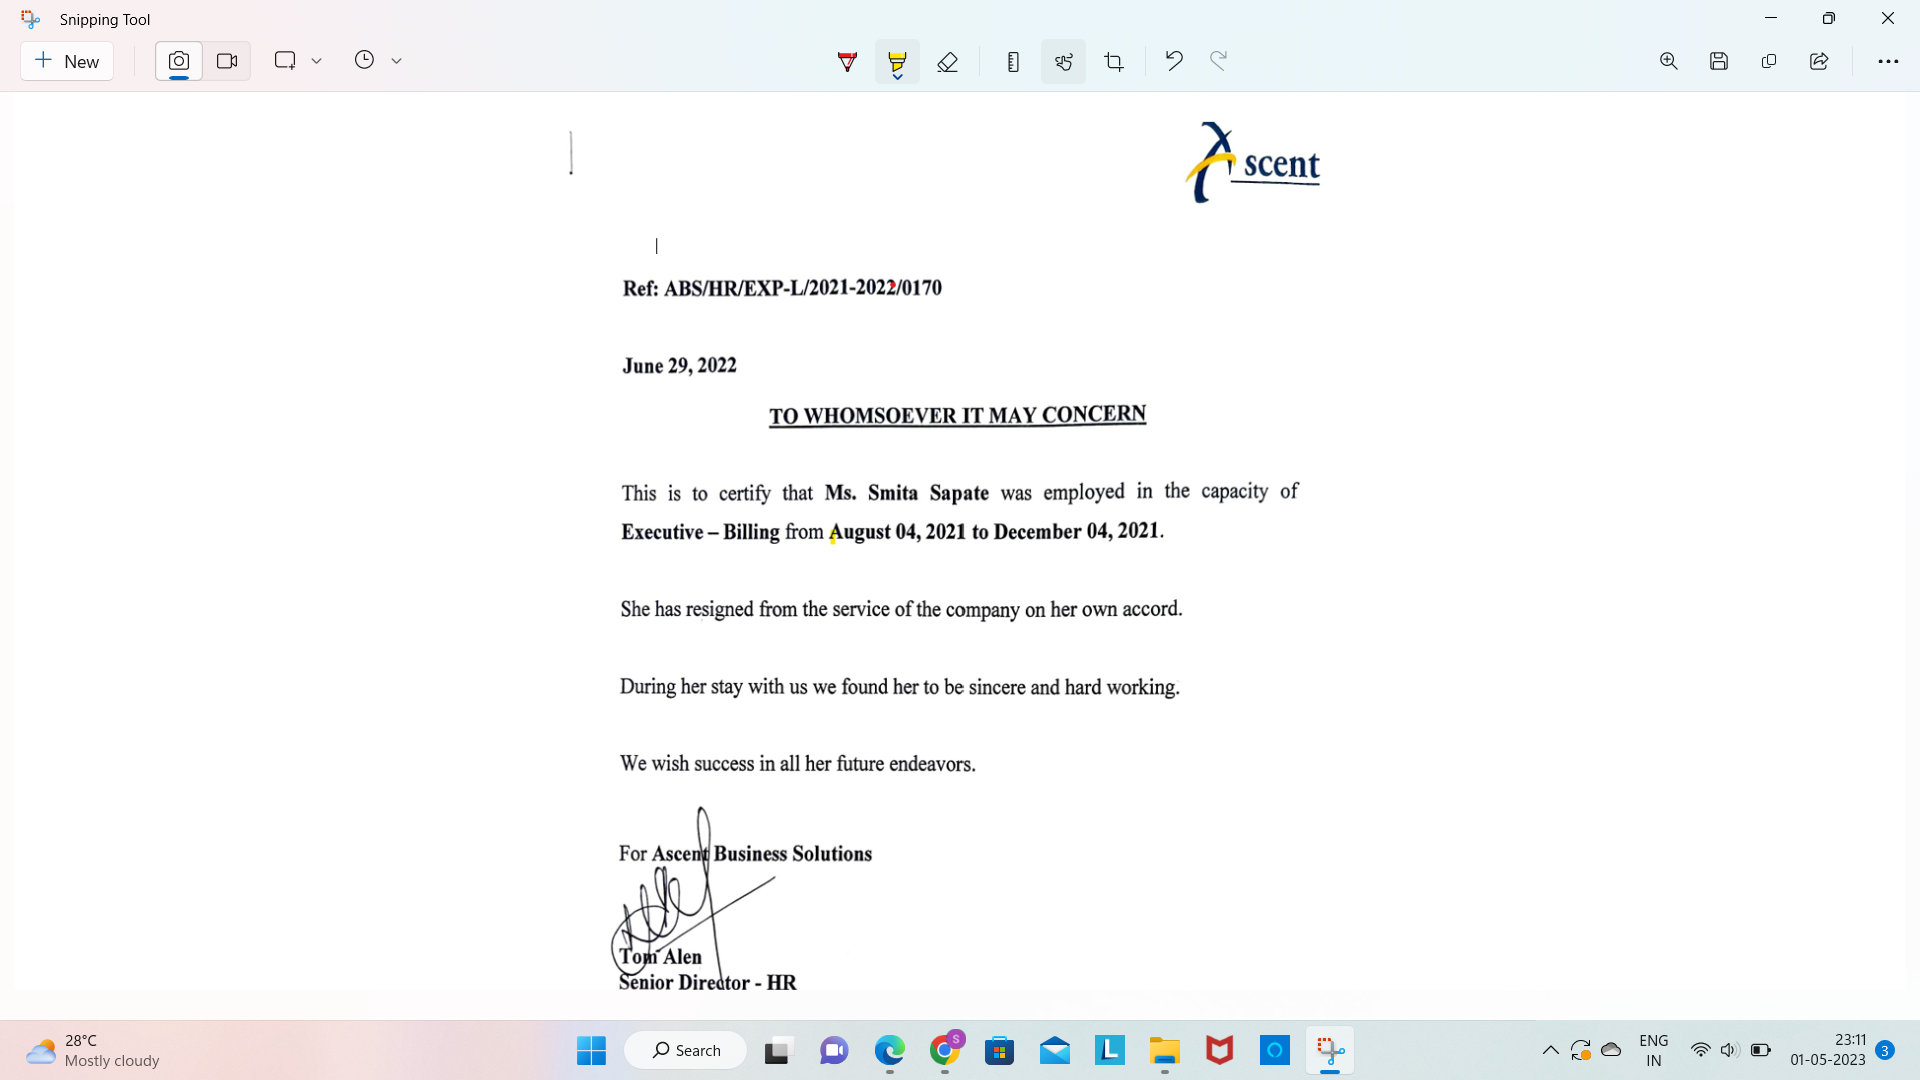 Snipping Tool
New
Ascent
Ref: ABS/HR/EXP-L/2021-2022/0170
June 29, 2022
TO WHOMSOEVER IT MAY CONCERN
This is to certify that Ms. Smita Sapate was employed in the capacity of
Executive – Billing from August 04, 2021 to December 04, 2021.
She has resigned from the service of the company on her own accord.
During her stay with us we found her to be sincere and hard working.
We wish success in all her future endeavors.
For Ascent Business Solutions
Tom Alen
Senior Director - HR
28°C
Mostly cloudy
Search
S
L
ENG
IN
23:11
01-05-2023
3